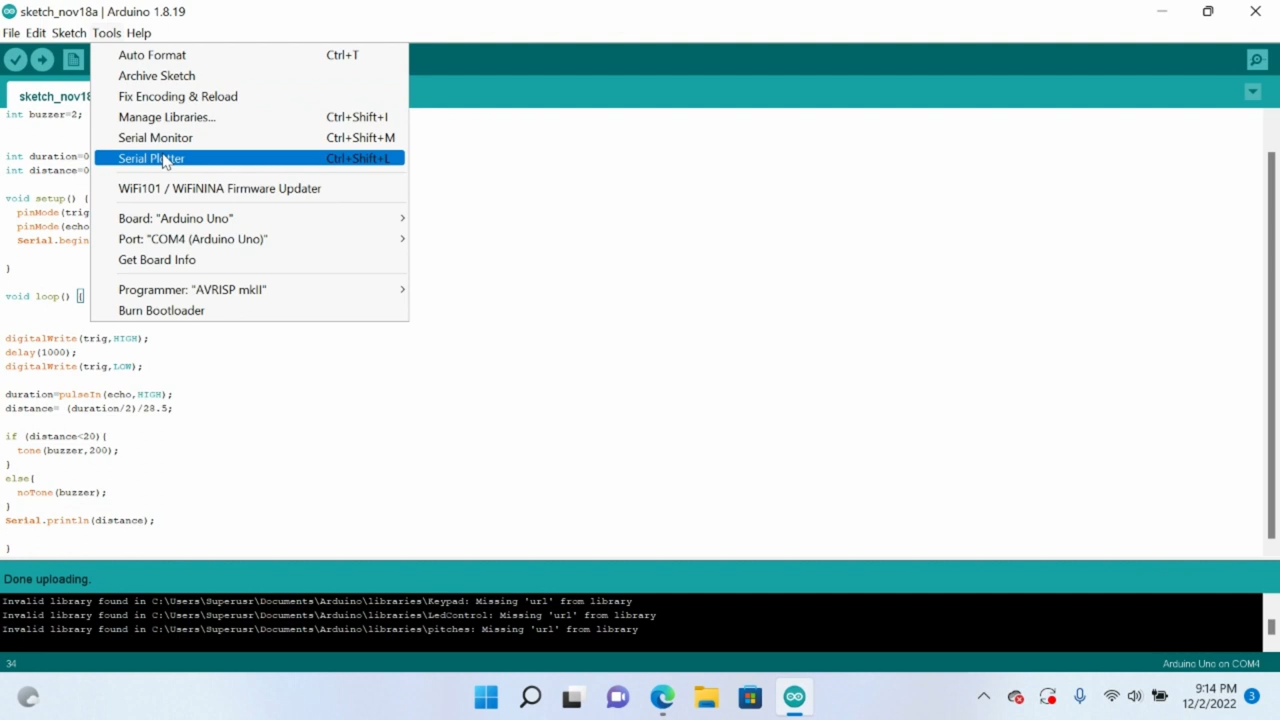 sketch_nov18a | Arduino 1.8.19
File Edit Sketch Tools Help
Auto Format Ctrl+T
Archive Sketch
Fix Encoding & Reload
Manage Libraries... Ctrl+Shift+I
Serial Monitor Ctrl+Shift+M
Serial Plotter Ctrl+Shift+L
WiFi101 / WiFiNINA Firmware Updater
Board: "Arduino Uno"
Port: "COM4 (Arduino Uno)"
Get Board Info
Programmer: "AVRISP mkII"
Burn Bootloader
sketch_nov18
int buzzer=2;
int duration=0
int distance=0
void setup() {
pinMode(trig
pinMode(echo
Serial.begin
}
void loop() {
digitalWrite(trig,HIGH);
delay(1000);
digitalWrite(trig,LOW);
duration=pulseIn(echo,HIGH);
distance= (duration/2)/28.5;
if (distance<20){
tone(buzzer,200);
}
else{
noTone(buzzer);
}
Serial.println(distance);
}
Done uploading.
Invalid library found in C:\Users\Superusr\Documents\Arduino\libraries\Keypad: Missing 'url' from library
Invalid library found in C:\Users\Superusr\Documents\Arduino\libraries\LedControl: Missing 'url' from library
Invalid library found in C:\Users\Superusr\Documents\Arduino\libraries\pitches: Missing 'url' from library
34 Arduino Uno on COM4
9:14 PM
12/2/2022
3